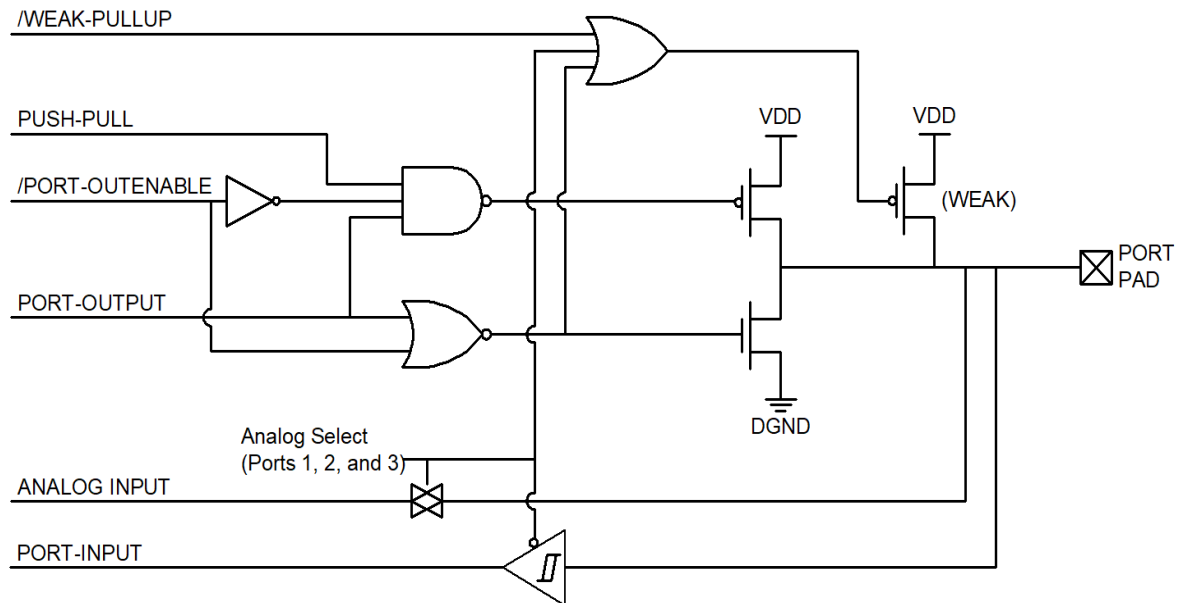 /WEAK-PULLUP
PUSH-PULL
VDD
VDD
/PORT-OUTENABLE
(WEAK)
PORT
PAD
PORT-OUTPUT
DGND
Analog Select
(Ports 1, 2, and 3)
ANALOG INPUT
PORT-INPUT